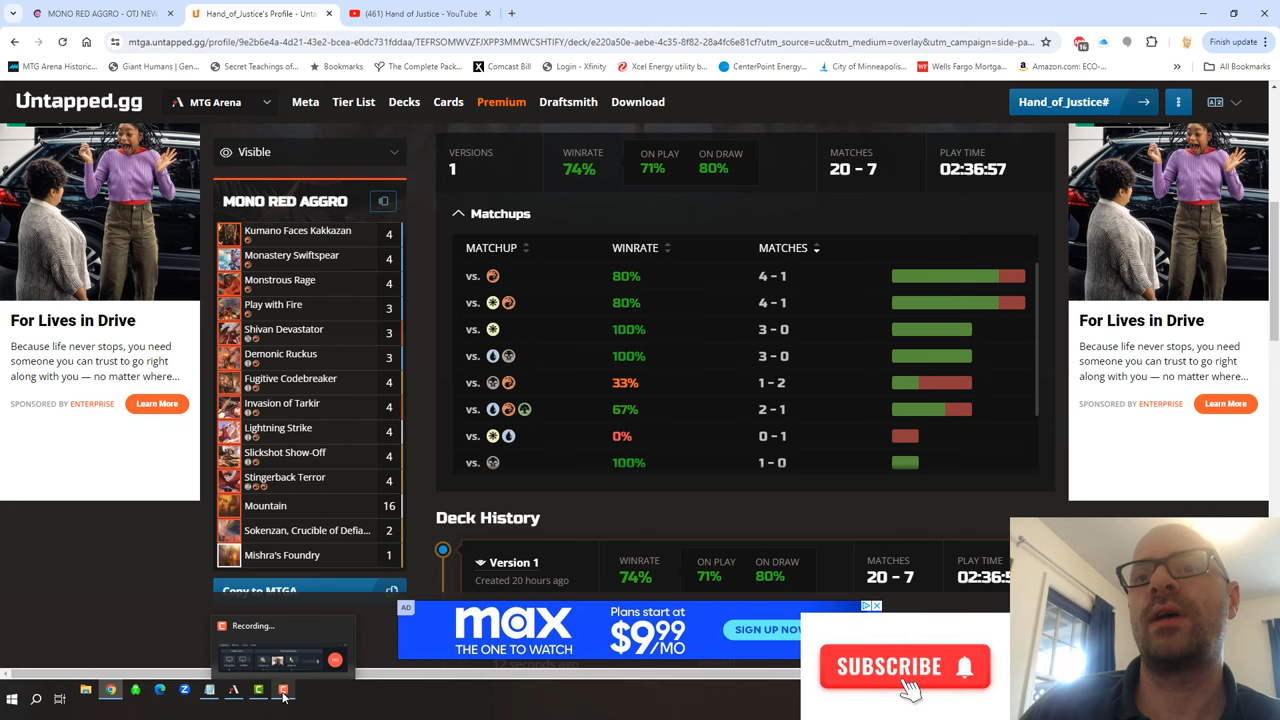 MONO RED AGGRO - OTJ NEW
Hand_of_Justice's Profile - Unta
(461) Hand of Justice - YouTube
mtga.untapped.gg/profile/9e2b6e4a-4d21-43e2-bcea-e0dc773d1daa/TEFRSOMWVZFJXPP3MMWCSHTIFY/deck/e220a50e-aebe-4c35-8f82-28a4fc6e81cf?utm_source=uc&utm_medium=overlay&utm_campaign=side-pa...
16
Finish update
MTG Arena Historic...
Giant Humans | Gen...
Secret Teachings of...
Bookmarks
The Complete Pack...
Comcast Bill
Login - Xfinity
Xcel Energy utility b...
CenterPoint Energy...
City of Minneapolis...
Wells Fargo Mortga...
Amazon.com: ECO-...
All Bookmarks
Untapped.gg
MTG Arena
Meta
Tier List
Decks
Cards
Premium
Draftsmith
Download
Hand_of_Justice#
Visible
VERSIONS
1
WINRATE
74%
ON PLAY
71%
ON DRAW
80%
MATCHES
20 - 7
PLAY TIME
02:36:57
MONO RED AGGRO
Kumano Faces Kakkazan 4
Monastery Swiftspear 4
Monstrous Rage 4
Play with Fire 3
Shivan Devastator 3
Demonic Ruckus 3
Fugitive Codebreaker 4
Invasion of Tarkir 4
Lightning Strike 4
Slickshot Show-Off 4
Stingerback Terror 4
Mountain 16
Sokenzan, Crucible of Defia... 2
Mishra's Foundry 1
Copy to MTGA
Matchups
MATCHUP WINRATE MATCHES
vs. 80% 4 - 1
vs. 80% 4 - 1
vs. 100% 3 - 0
vs. 100% 3 - 0
vs. 33% 1 - 2
vs. 67% 2 - 1
vs. 0% 0 - 1
vs. 100% 1 - 0
Deck History
Version 1
Created 20 hours ago
WINRATE
74%
ON PLAY
71%
ON DRAW
80%
MATCHES
20 - 7
PLAY TIME
02:36:5
For Lives in Drive
Because life never stops, you need
someone you can trust to go right
along with you — no matter where...
SPONSORED BY ENTERPRISE
Learn More
For Lives in Drive
Because life never stops, you need
someone you can trust to go right
along with you — no matter where...
SPONSORED BY ENTERPRISE
Learn More
Recording...
AD
max
THE ONE TO WATCH
Plans start at
$9.99
SIGN UP NOW
seconds ago
SUBSCRIBE